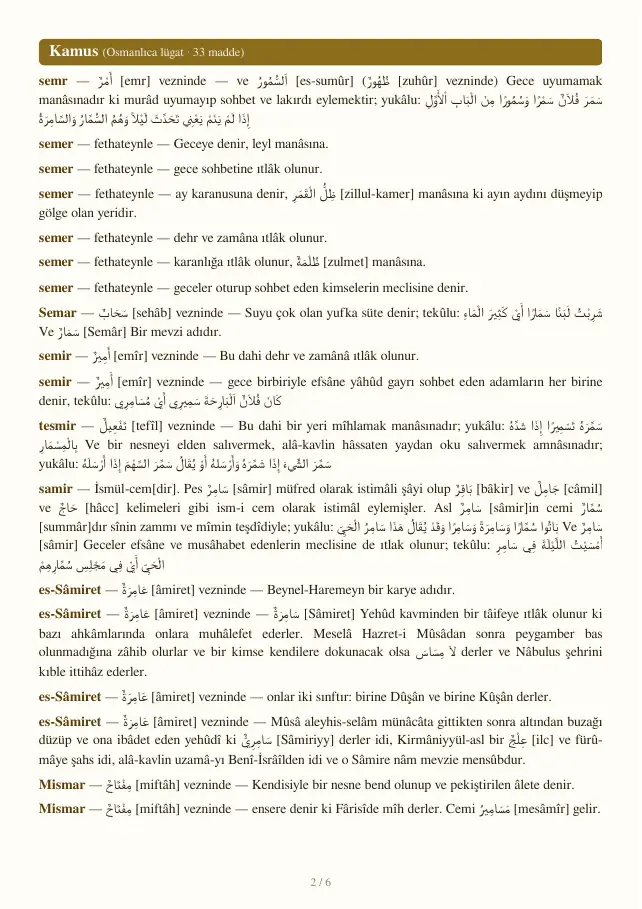 Kamus (Osmanlıca lügat · 33 madde)
semr — أَمْرٌ [emr] vezninde — ve اَلسُّمُورُ [es-sumûr] (ظُهُورٌ [zuhûr] vezninde) Gece uyumamak
manâsınadır ki murâd uyumayıp sohbet ve lakırdı eylemektir; yukâlu: سَمَرَ فُلاَنٌ سَمْرًا وَسُمُورًا مِنَ الْبَابِ اْلأَوَّلِ
إِذَا لَمْ يَنَمْ يَعْنِي تَحَدَّثَ لَيْلاً وَهُمُ السُّمَّارُ وَالسَّامِرَةُ
semer — fethateynle — Geceye denir, leyl manâsına.
semer — fethateynle — gece sohbetine ıtlâk olunur.
semer — fethateynle — ay karanusuna denir, ظِلُّ الْقَمَرِ [zillul-kamer] manâsına ki ayın aydını düşmeyip
gölge olan yeridir.
semer — fethateynle — dehr ve zamâna ıtlâk olunur.
semer — fethateynle — karanlığa ıtlâk olunur, ظُلْمَةٌ [zulmet] manâsına.
semer — fethateynle — geceler oturup sohbet eden kimselerin meclisine denir.
Semar — سَحَابٌ [sehâb] vezninde — Suyu çok olan yufka süte denir; tekûlu: شَرِبْتُ لَبَنًا سَمَارًا أَيْ كَثِيرَ الْمَاءِ
Ve سَمَارٌ [Semâr] Bir mevzi adıdır.
semir — أَمِيرٌ [emîr] vezninde — Bu dahi dehr ve zamânâ ıtlâk olunur.
semir — أَمِيرٌ [emîr] vezninde — gece birbiriyle efsâne yâhûd gayrı sohbet eden adamların her birine
denir, tekûlu: كَانَ فُلاَنٌ اَلْبَارِحَةَ سَمِيرِي أَيْ مُسَامِرِي
tesmir — تَفْعِيلٌ [tefîl] vezninde — Bu dahi bir yeri mîhlamak manâsınadır; yukâlu: سَمَّرَهُ تَسْمِيرًا إِذَا شَدَّهُ
بِالْمِسْمَارِ Ve bir nesneyi elden salıvermek, alâ-kavlin hâssaten yaydan oku salıvermek amnâsınadır;
yukâlu: سَمَّرَ الشَّيْءَ إِذَا شَمَّرَهُ وَأَرْسَلَهُ أَوْ يُقَالُ سَمَّرَ السَّهْمَ إِذَا أَرْسَلَهُ
samir — İsmül-cem[dir]. Pes سَامِرٌ [sâmir] müfred olarak istimâli şâyi olup بَاقِرٌ [bâkir] ve جَامِلٌ [câmil]
ve حَاجٌّ [hâcc] kelimeleri gibi ism-i cem olarak istimâl eylemişler. Asl سَامِرٌ [sâmir]in cemi سُمَّارٌ
[summâr]dır sînin zammı ve mîmin teşdîdiyle; yukâlu: بَاتُوا سُمَّارًا وَسَامِرَةً وَسَامِرًا وَقَدْ يُقَالُ هَذَا سَامِرُ الْحَيِّ Ve سَامِرٌ
[sâmir] Geceler efsâne ve musâhabet edenlerin meclisine de ıtlak olunur; tekûlu: أَمْسَيْتُ اللَّيْلَةَ فِي سَامِرِ
الْحَيِّ أَيْ فِي مَجْلِسِ سُمَّارِهِمْ
es-Sâmiret — عَامِرَةٌ [âmiret] vezninde — Beynel-Haremeyn bir karye adıdır.
es-Sâmiret — عَامِرَةٌ [âmiret] vezninde — سَامِرَةٌ [Sâmiret] Yehûd kavminden bir tâifeye ıtlâk olunur ki
bazı ahkâmlarında onlara muhâlefet ederler. Meselâ Hazret-i Mûsâdan sonra peygamber bas
olunmadığına zâhib olurlar ve bir kimse kendilere dokunacak olsa لاَ مِسَاسَ derler ve Nâbulus şehrini
kıble ittihâz ederler.
es-Sâmiret — عَامِرَةٌ [âmiret] vezninde — onlar iki sınftır: birine Dûşân ve birine Kûşân derler.
es-Sâmiret — عَامِرَةٌ [âmiret] vezninde — Mûsâ aleyhis-selâm münâcâta gittikten sonra altından buzağı
düzüp ve ona ibâdet eden yehûdî ki سَامِرِيٌّ [Sâmiriyy] derler idi, Kirmâniyyül-asl bir عِلْجٌ [ilc] ve fürû-
mâye şahs idi, alâ-kavlin uzamâ-yı Benî-İsrâîlden idi ve o Sâmire nâm mevzie mensûbdur.
Mismar — مِفْتَاحٌ [miftâh] vezninde — Kendisiyle bir nesne bend olunup ve pekiştirilen âlete denir.
Mismar — مِفْتَاحٌ [miftâh] vezninde — ensere denir ki Fârisîde mîh derler. Cemi مَسَامِيرُ [mesâmîr] gelir.
2 / 6